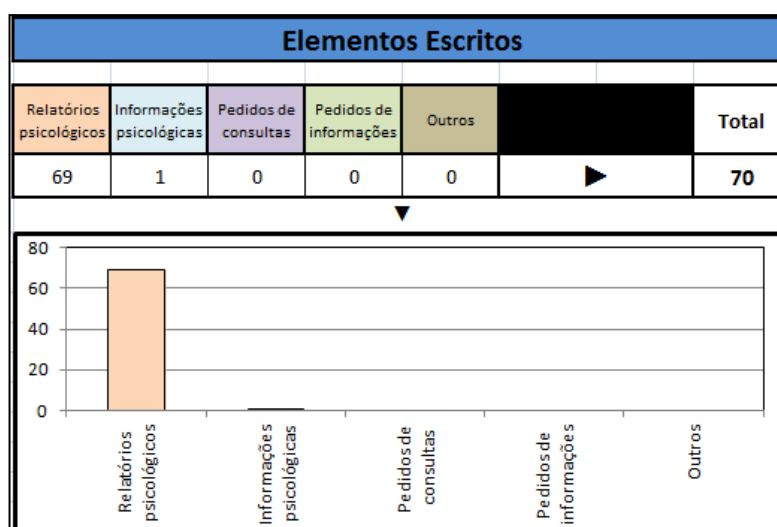 Elementos Escritos
Relatórios psicológicos
Informações psicológicas
Pedidos de consultas
Pedidos de informações
Outros
Total
69
1
0
0
0
►
70
▼
80
60
40
20
0
Relatórios
psicológicos
Informações
psicológicas
Pedidos de
consultas
Pedidos de
informações
Outros